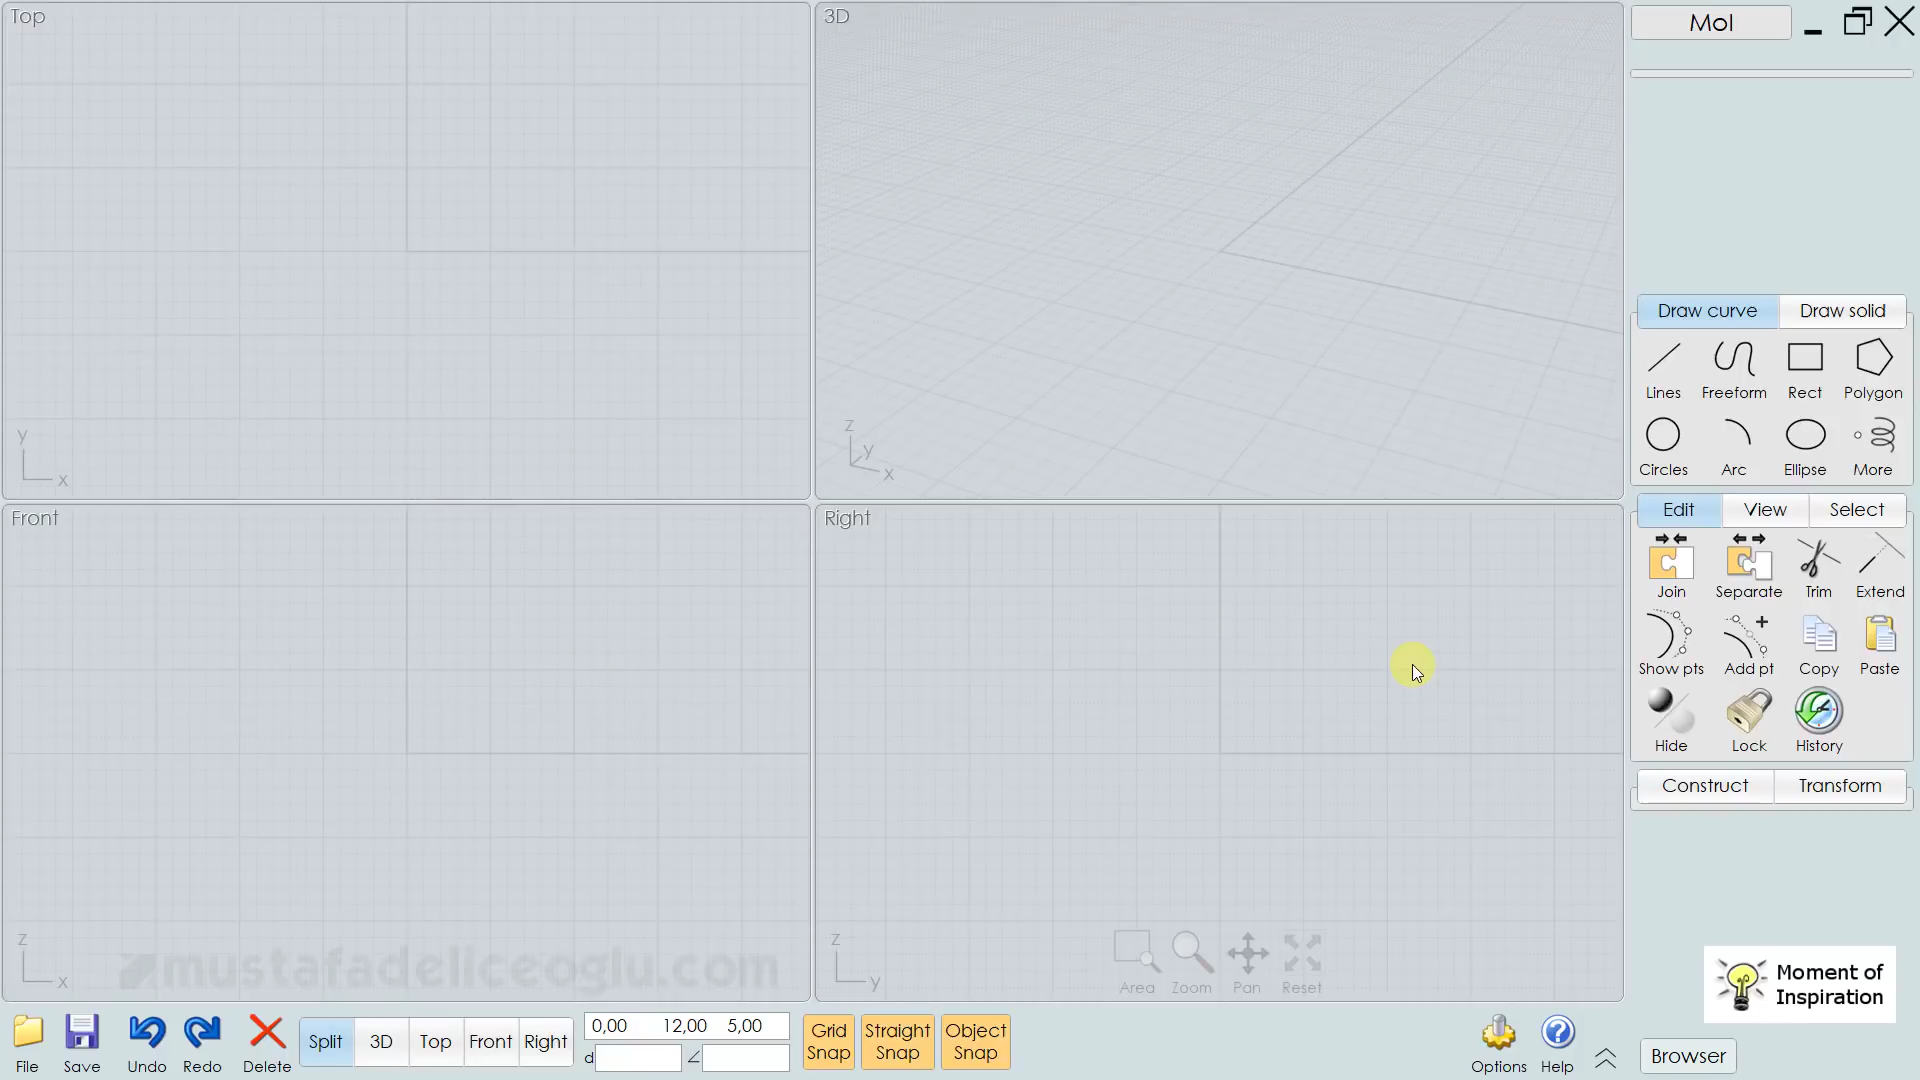 Top
3D
MoI
Draw curve
Draw solid
Lines
Freeform
Rect
Polygon
Circles
Arc
Ellipse
More
y
x
z
y
x
Edit
View
Select
Front
Right
Join
Separate
Trim
Extend
Show pts
Add pt
Copy
Paste
Hide
Lock
History
Construct
Transform
z
x
mustafadeliceoglu.com
z
y
Area
Zoom
Pan
Reset
Moment of
Inspiration
File
Save
Undo
Redo
Delete
Split
3D
Top
Front
Right
0,00 12,00 5,00
d
∠
Grid
Snap
Straight
Snap
Object
Snap
Options
Help
Browser